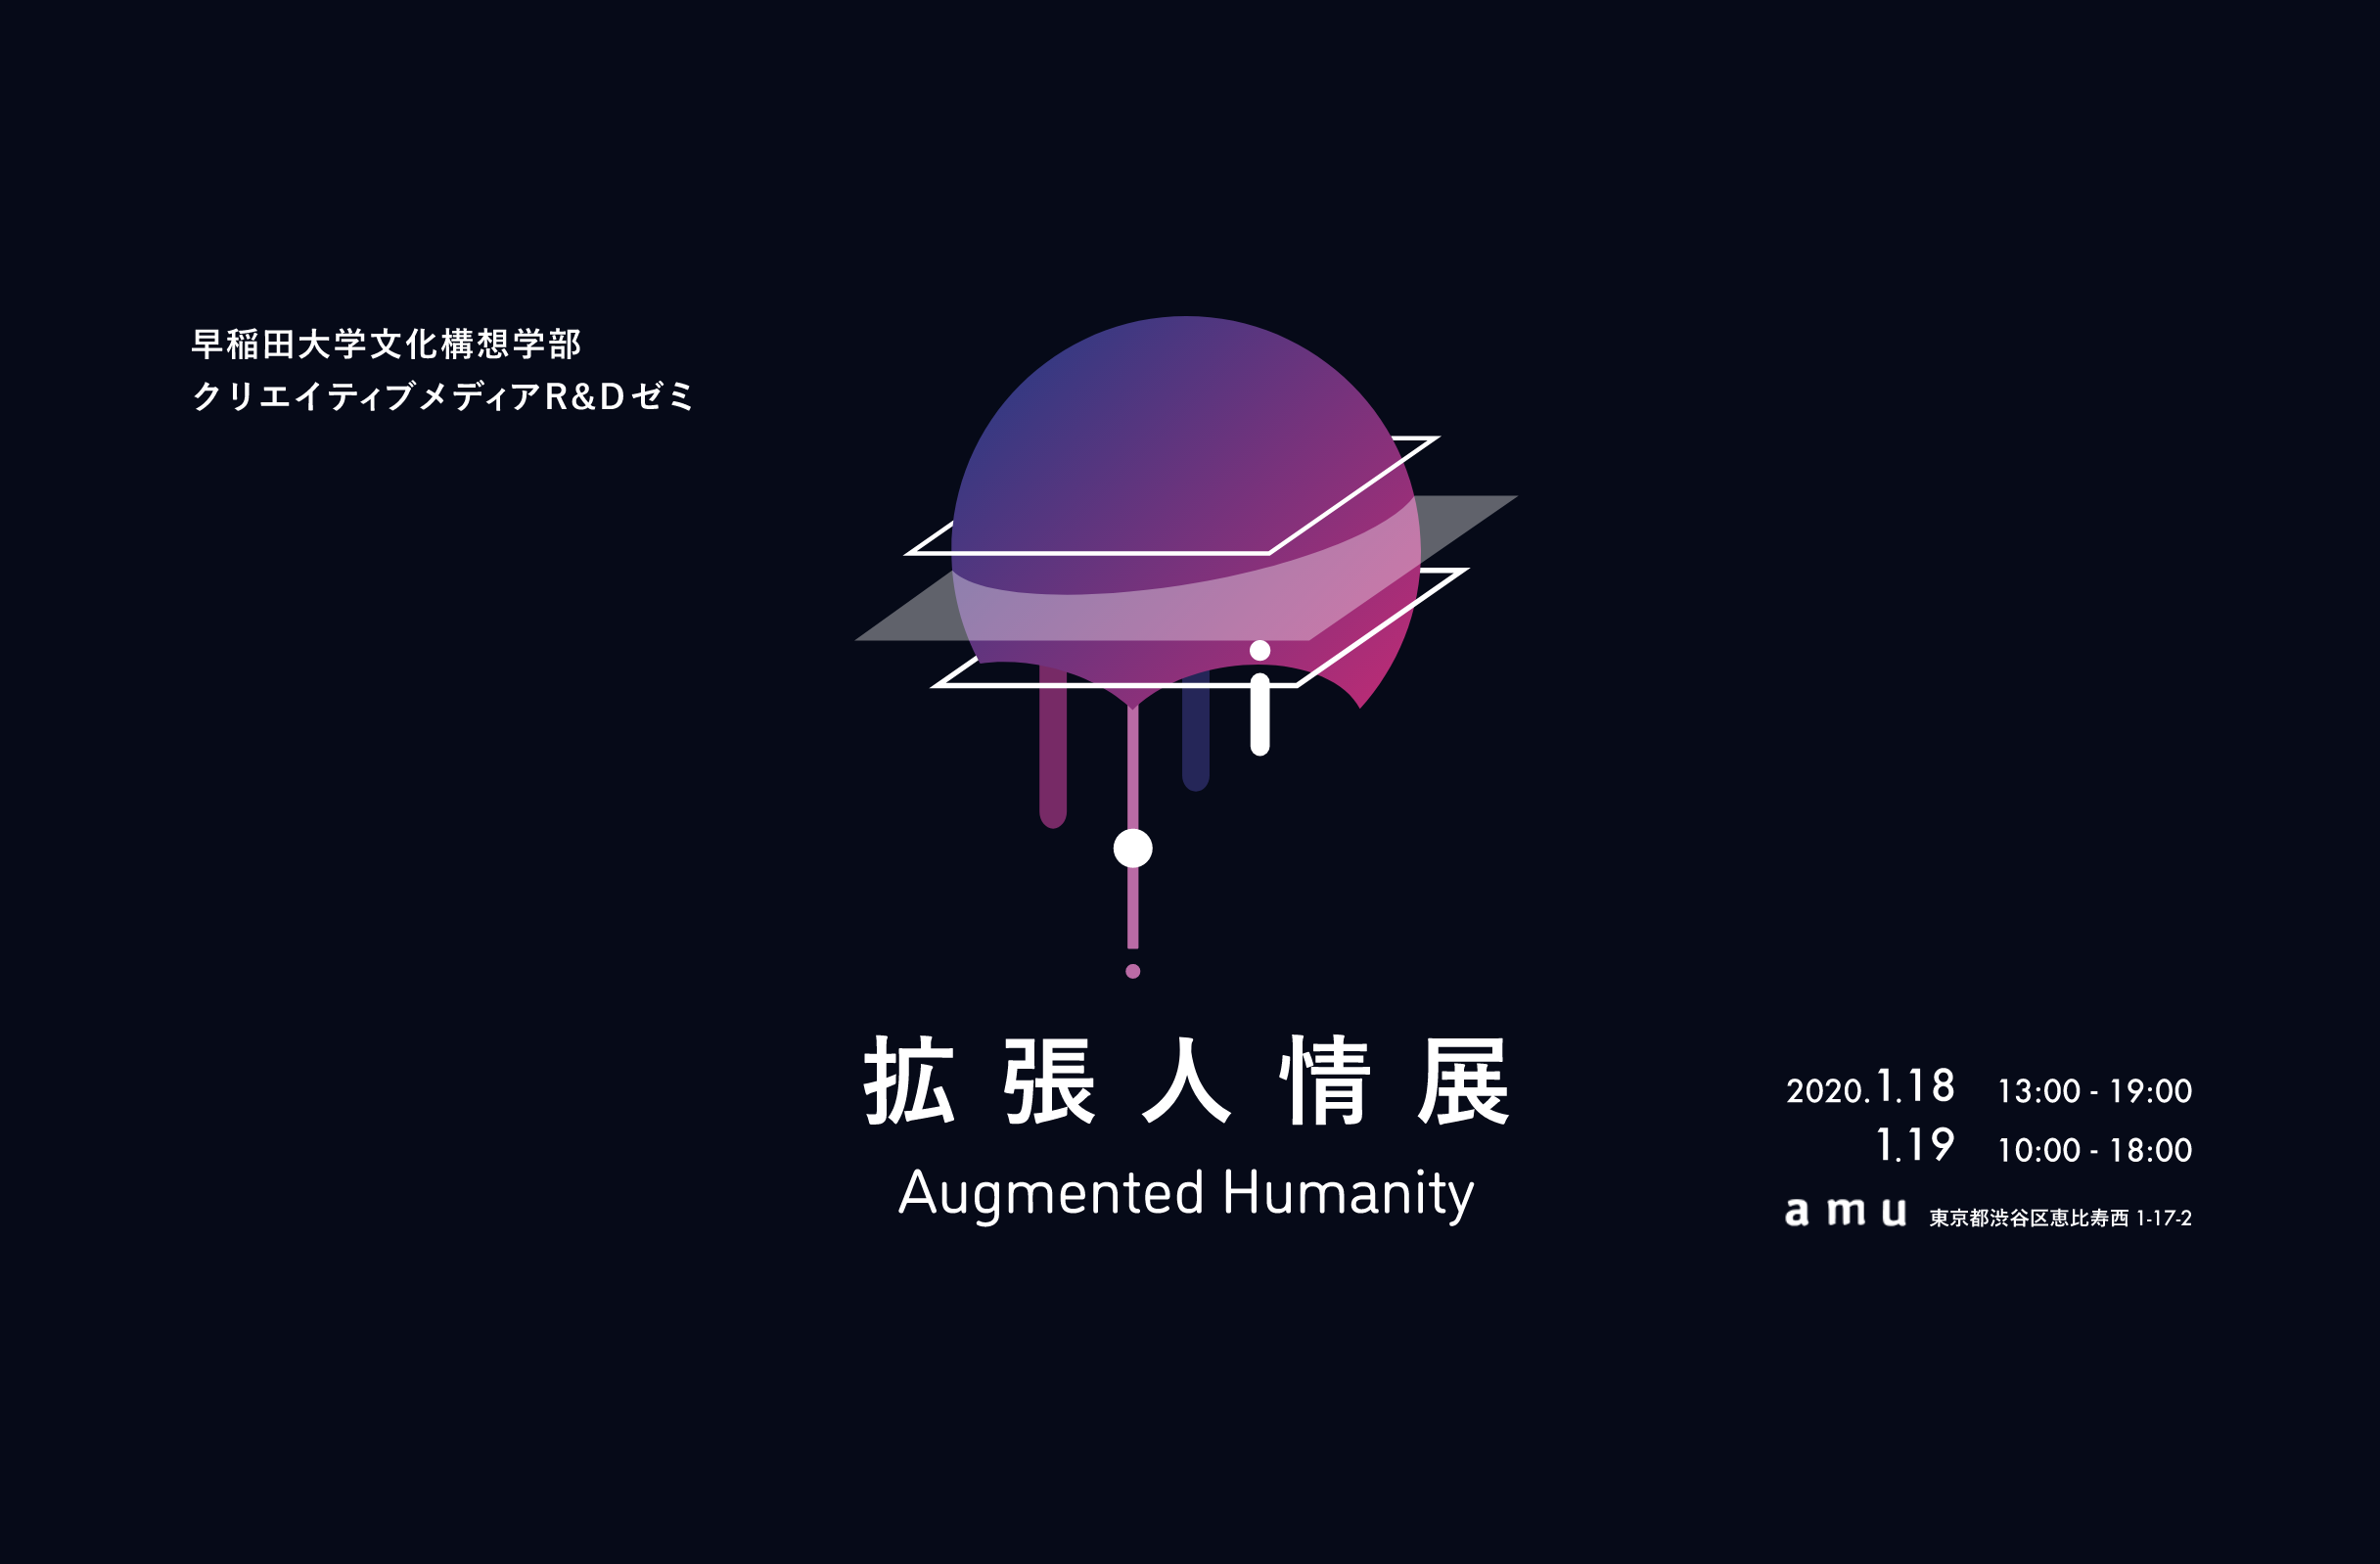 早稲田大学文化構想学部
クリエイティブメディアR&Dゼミ
拡張人情展
Augmented Humanity
2020.1.18 13:00 - 19:00
1.19 10:00 - 18:00
amu 東京都渋谷区恵比寿西 1-17-2